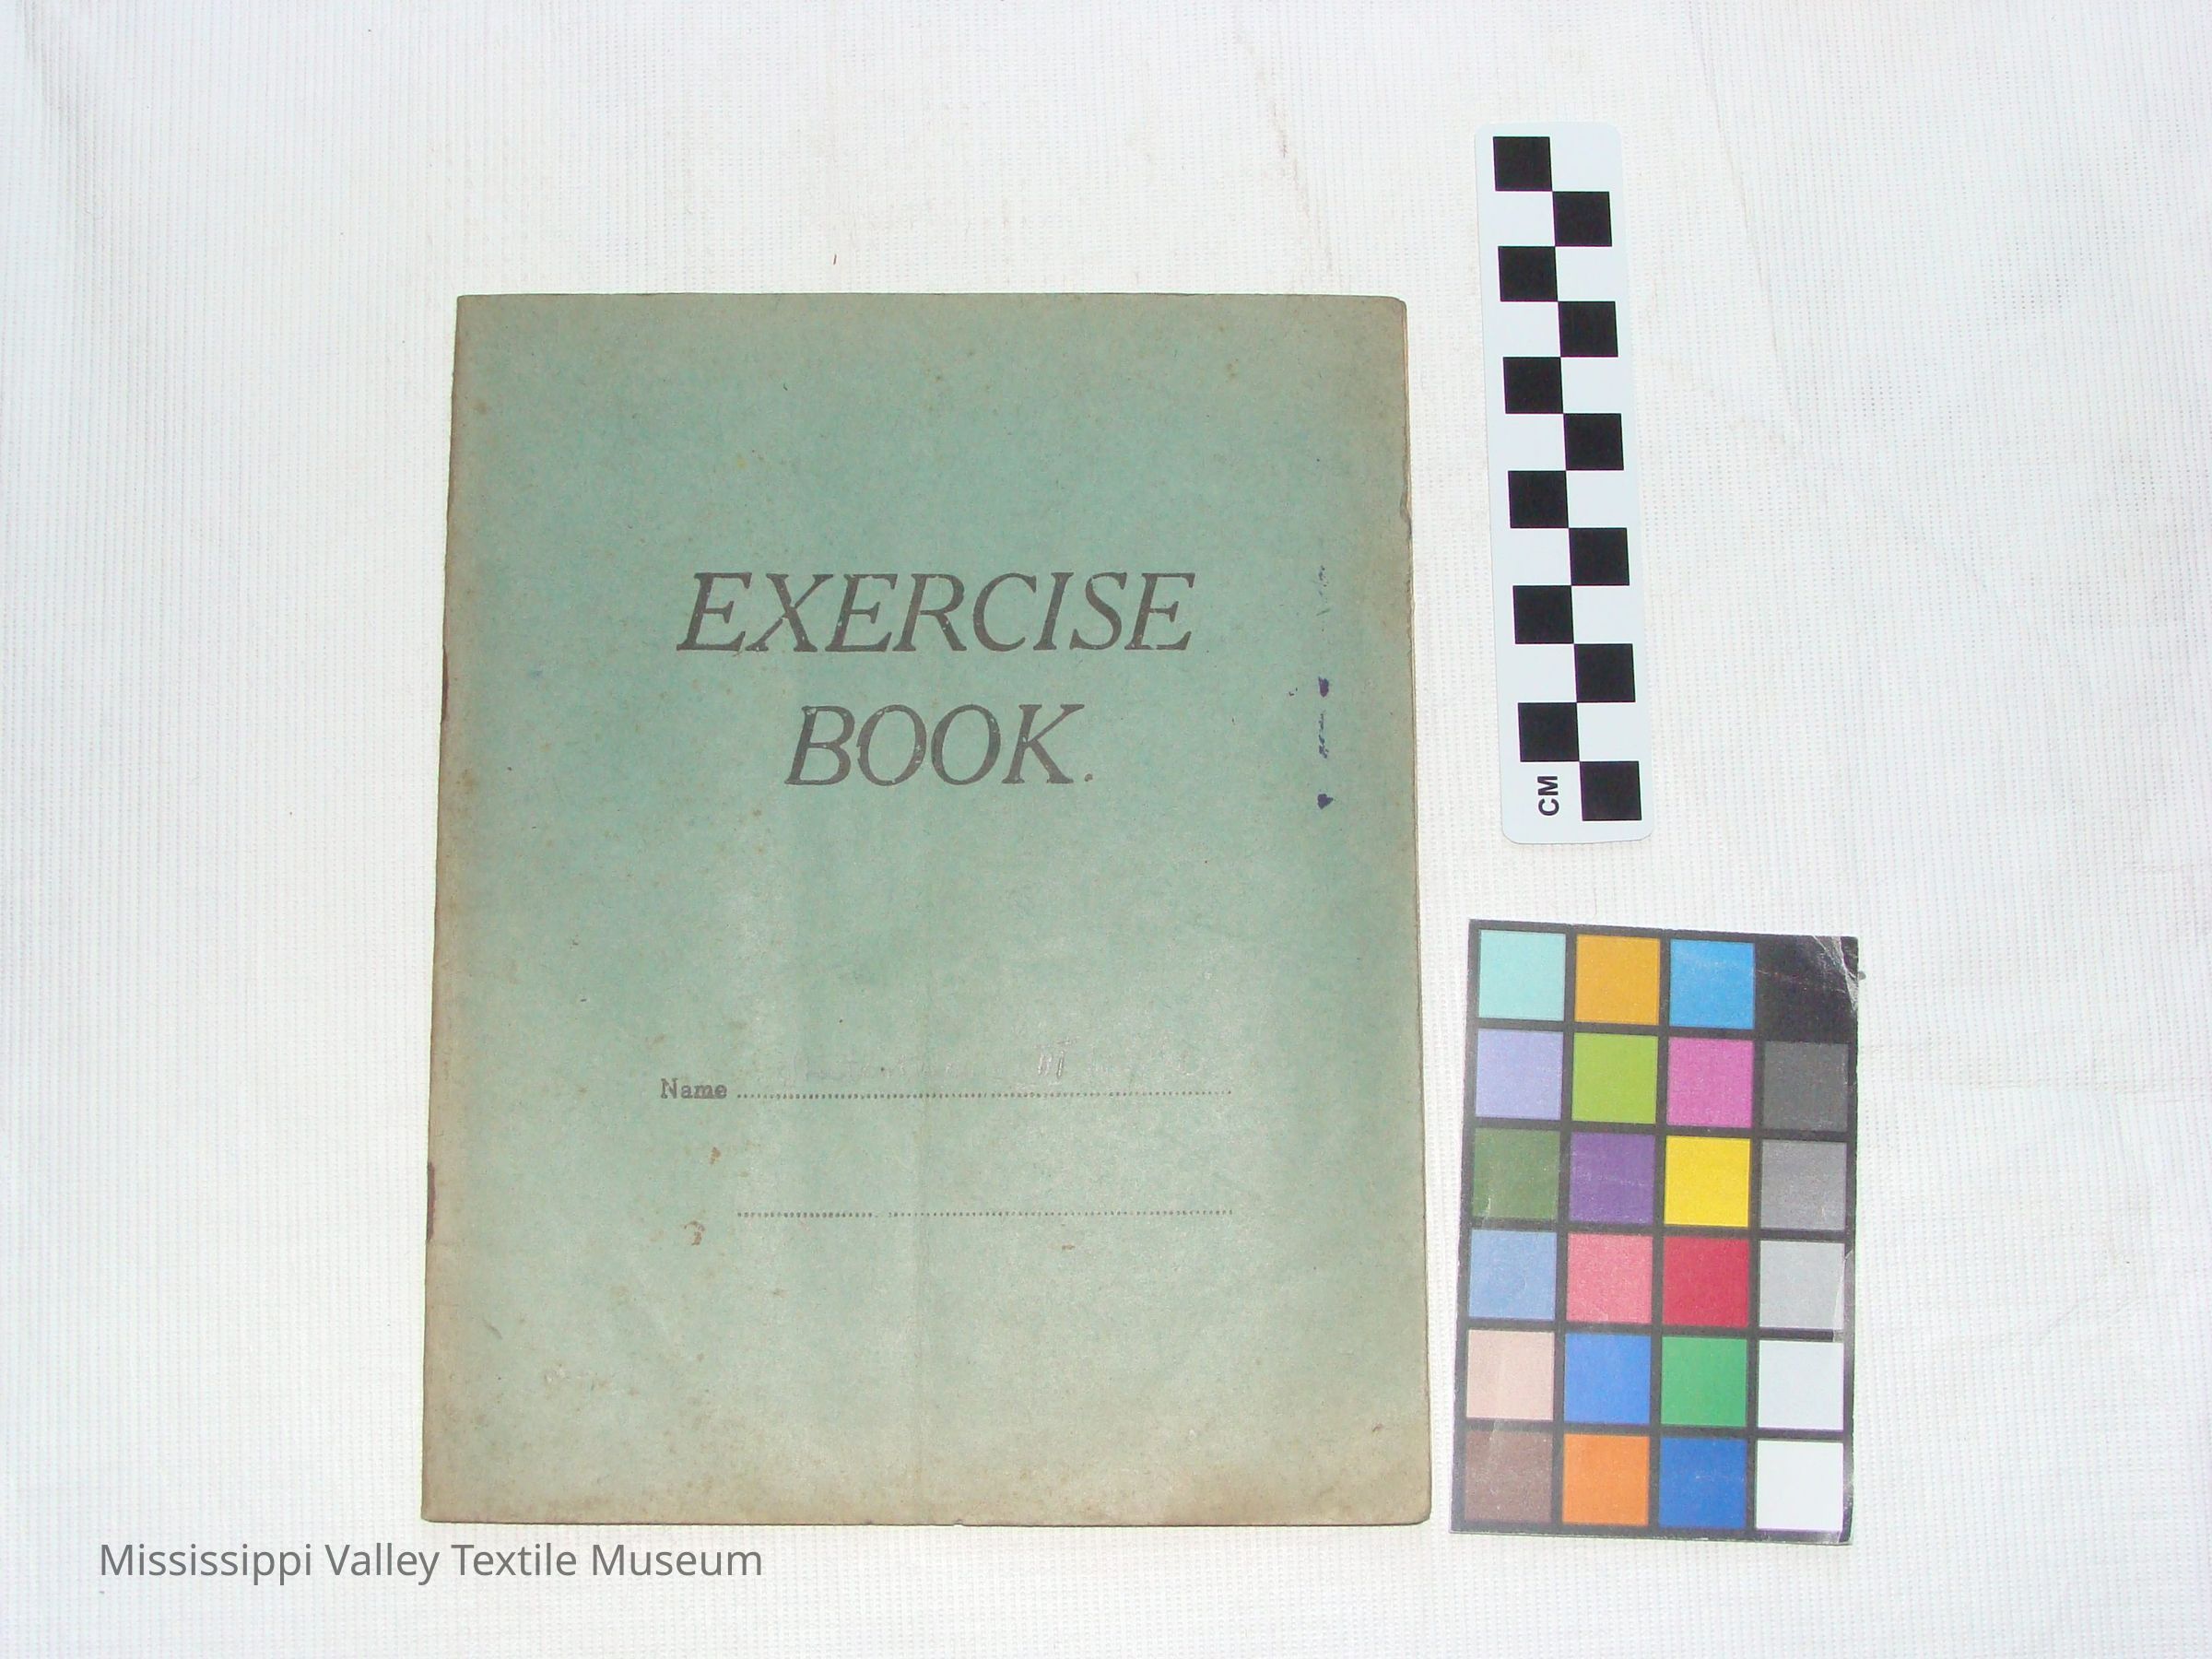 EXERCISE
BOOK.
Name
CM
Mississippi Valley Textile Museum